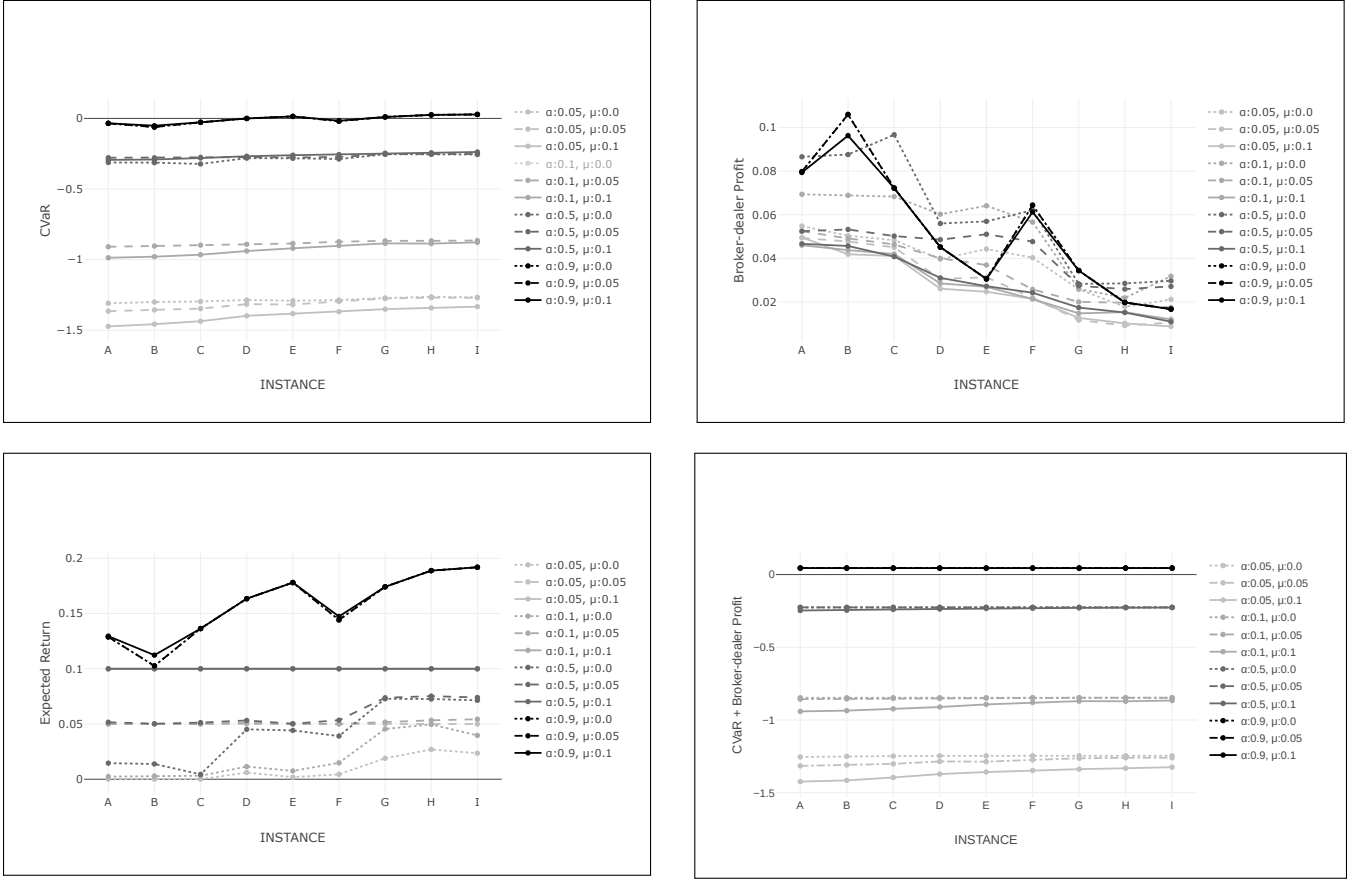 0
−0.5
−1
−1.5
CVaR
A B C D E F G H I
INSTANCE
α:0.05, μ:0.0
α:0.05, μ:0.05
α:0.05, μ:0.1
α:0.1, μ:0.0
α:0.1, μ:0.05
α:0.1, μ:0.1
α:0.5, μ:0.0
α:0.5, μ:0.05
α:0.5, μ:0.1
α:0.9, μ:0.0
α:0.9, μ:0.05
α:0.9, μ:0.1
0.1
0.08
0.06
0.04
0.02
Broker-dealer Profit
A B C D E F G H I
INSTANCE
α:0.05, μ:0.0
α:0.05, μ:0.05
α:0.05, μ:0.1
α:0.1, μ:0.0
α:0.1, μ:0.05
α:0.1, μ:0.1
α:0.5, μ:0.0
α:0.5, μ:0.05
α:0.5, μ:0.1
α:0.9, μ:0.0
α:0.9, μ:0.05
α:0.9, μ:0.1
0.2
0.15
0.1
0.05
0
Expected Return
A B C D E F G H I
INSTANCE
α:0.05, μ:0.0
α:0.05, μ:0.05
α:0.05, μ:0.1
α:0.1, μ:0.0
α:0.1, μ:0.05
α:0.1, μ:0.1
α:0.5, μ:0.0
α:0.5, μ:0.05
α:0.5, μ:0.1
α:0.9, μ:0.0
α:0.9, μ:0.05
α:0.9, μ:0.1
0
−0.5
−1
−1.5
CVaR + Broker-dealer Profit
A B C D E F G H I
INSTANCE
α:0.05, μ:0.0
α:0.05, μ:0.05
α:0.05, μ:0.1
α:0.1, μ:0.0
α:0.1, μ:0.05
α:0.1, μ:0.1
α:0.5, μ:0.0
α:0.5, μ:0.05
α:0.5, μ:0.1
α:0.9, μ:0.0
α:0.9, μ:0.05
α:0.9, μ:0.1